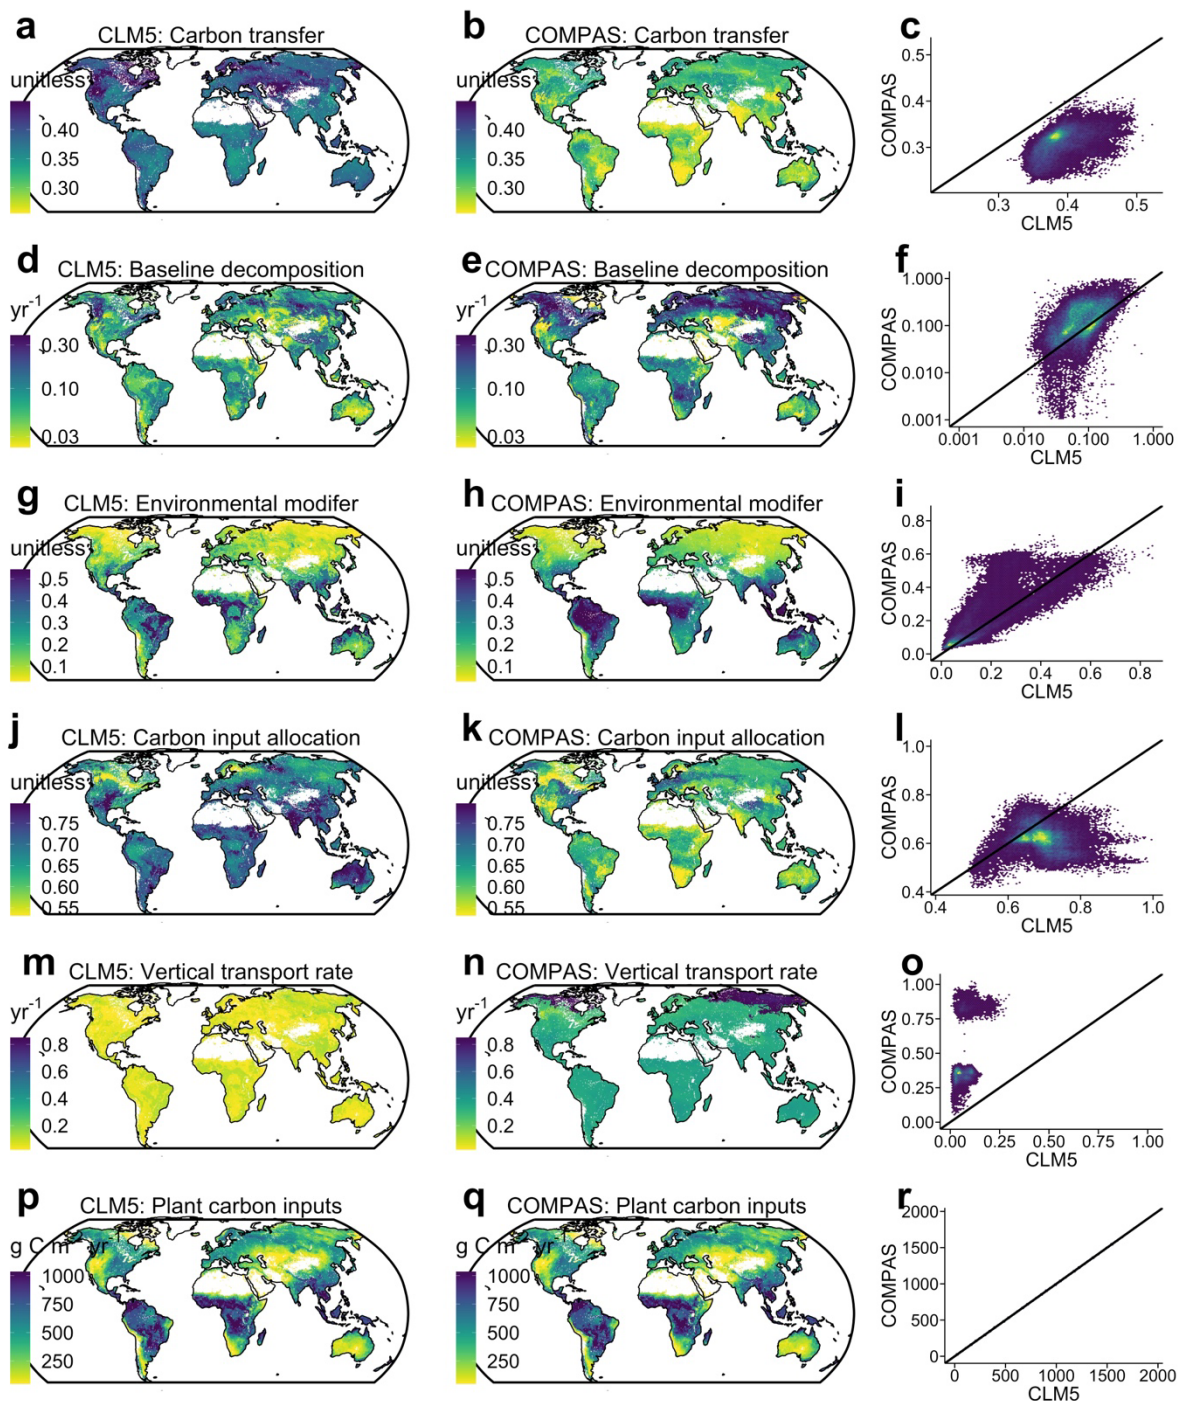 a CLM5: Carbon transfer
unitless
0.40
0.35
0.30
b COMPAS: Carbon transfer
unitless
0.40
0.35
0.30
c
COMPAS
0.5
0.4
0.3
0.3 0.4 0.5
CLM5
d CLM5: Baseline decomposition
yr-1
0.30
0.10
0.03
e COMPAS: Baseline decomposition
yr-1
0.30
0.10
0.03
f
COMPAS
1.000
0.100
0.010
0.001
0.001 0.010 0.100 1.000
CLM5
g CLM5: Environmental modifer
unitless
0.5
0.4
0.3
0.2
0.1
h COMPAS: Environmental modifer
unitless
0.5
0.4
0.3
0.2
0.1
i
COMPAS
0.8
0.6
0.4
0.2
0.0
0.0 0.2 0.4 0.6 0.8
CLM5
j CLM5: Carbon input allocation
unitless
0.75
0.70
0.65
0.60
0.55
k COMPAS: Carbon input allocation
unitless
0.75
0.70
0.65
0.60
0.55
l
COMPAS
1.0
0.8
0.6
0.4
0.4 0.6 0.8 1.0
CLM5
m CLM5: Vertical transport rate
yr-1
0.8
0.6
0.4
0.2
n COMPAS: Vertical transport rate
yr-1
0.8
0.6
0.4
0.2
o
COMPAS
1.00
0.75
0.50
0.25
0.00
0.00 0.25 0.50 0.75 1.00
CLM5
p CLM5: Plant carbon inputs
g C m yr-1
1000
750
500
250
q COMPAS: Plant carbon inputs
g C m yr-1
1000
750
500
250
r
COMPAS
2000
1500
1000
500
0
0 500 1000 1500 2000
CLM5